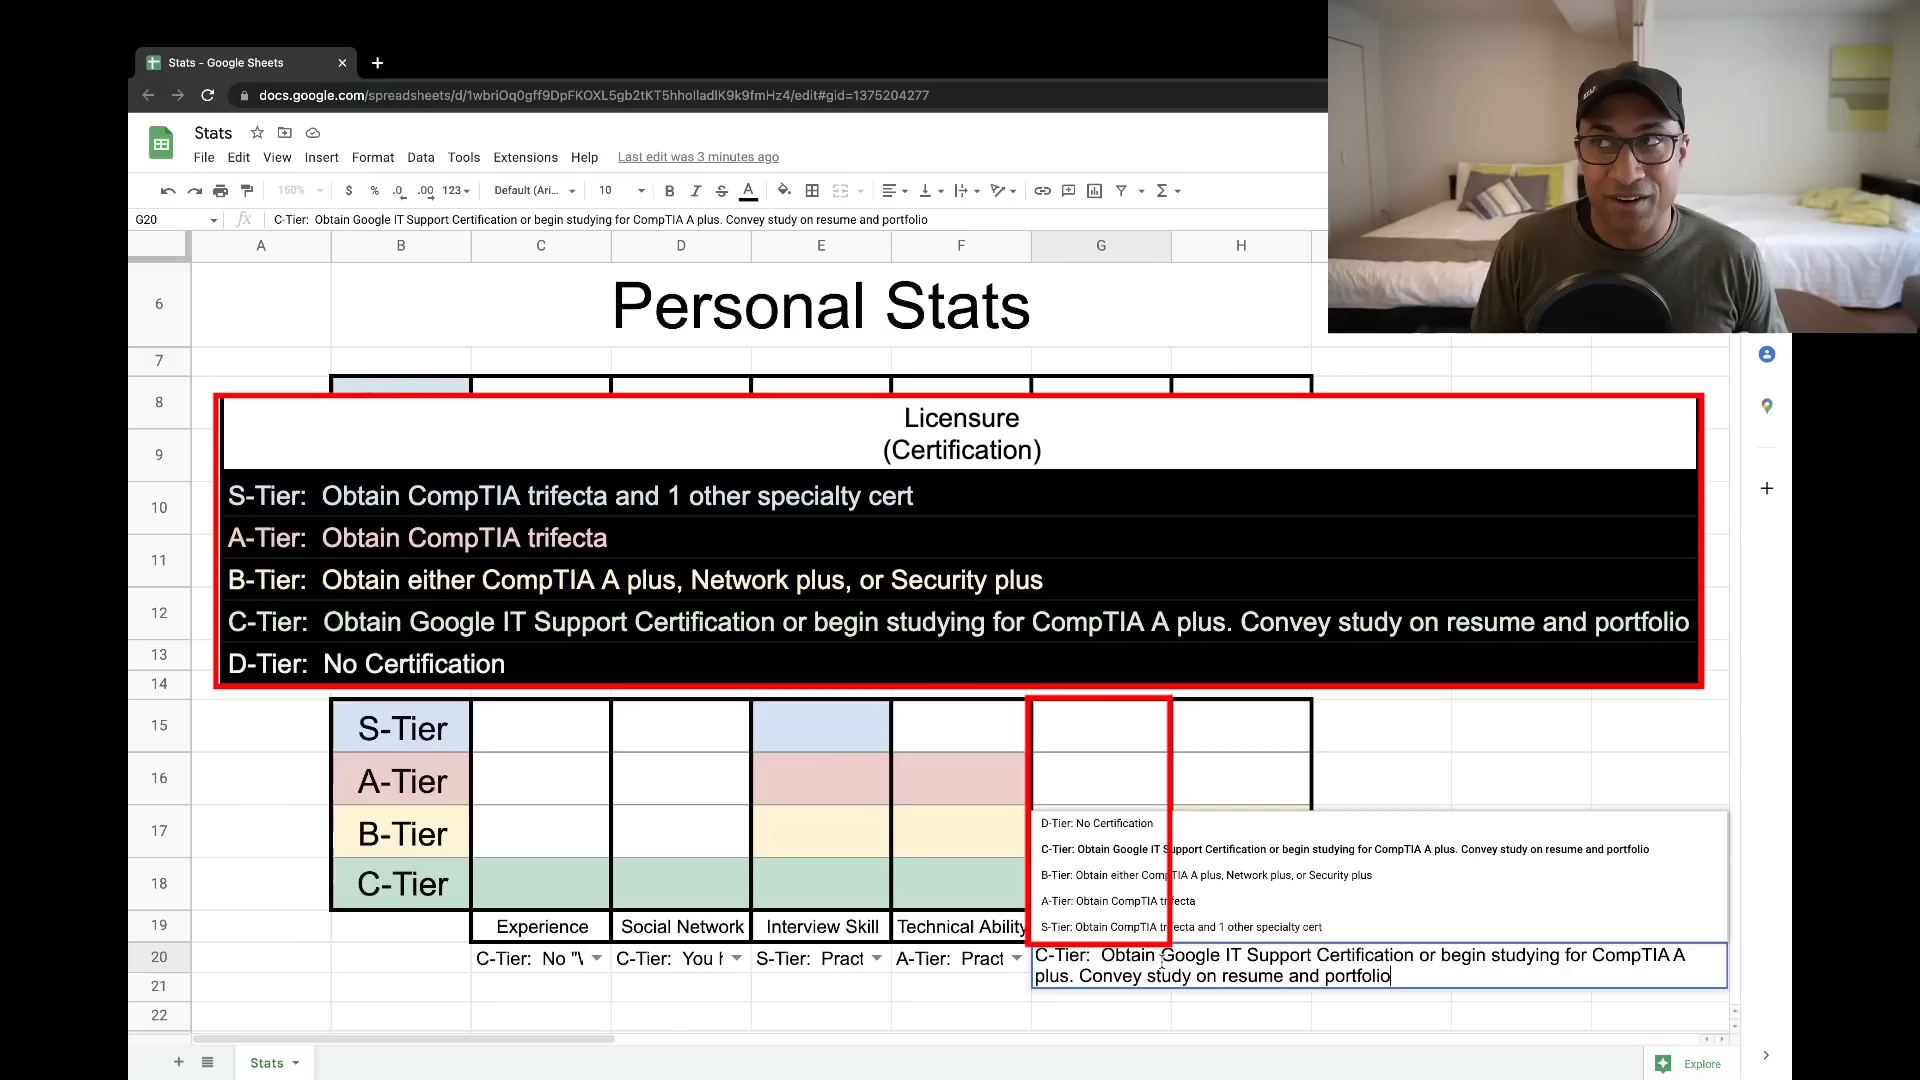 Stats - Google Sheets
docs.google.com/spreadsheets/d/1wbriOq0gff9DpFKOXL5gb2tKT5hholladlK9k9fmHz4/edit#gid=1375204277
Stats
File Edit View Insert Format Data Tools Extensions Help Last edit was 3 minutes ago
150% $ % .0 .00 123 Default (Ari... 10 B I S A
G20 fx C-Tier: Obtain Google IT Support Certification or begin studying for CompTIA A plus. Convey study on resume and portfolio
A B C D E F G H
6 Personal Stats
7
8
Licensure
9
(Certification)
10 S-Tier: Obtain CompTIA trifecta and 1 other specialty cert
A-Tier: Obtain CompTIA trifecta
11
B-Tier: Obtain either CompTIA A plus, Network plus, or Security plus
12 C-Tier: Obtain Google IT Support Certification or begin studying for CompTIA A plus. Convey study on resume and portfolio
13 D-Tier: No Certification
14
15 S-Tier
16 A-Tier
17 B-Tier
18 C-Tier
D-Tier: No Certification
C-Tier: Obtain Google IT Support Certification or begin studying for CompTIA A plus. Convey study on resume and portfolio
B-Tier: Obtain either CompTIA A plus, Network plus, or Security plus
A-Tier: Obtain CompTIA trifecta
S-Tier: Obtain CompTIA trifecta and 1 other specialty cert
19 Experience Social Network Interview Skill Technical Ability
20 C-Tier: No "\ C-Tier: You S-Tier: Pract A-Tier: Pract C-Tier: Obtain Google IT Support Certification or begin studying for CompTIA A
plus. Convey study on resume and portfolio
21
22
Stats
Explore